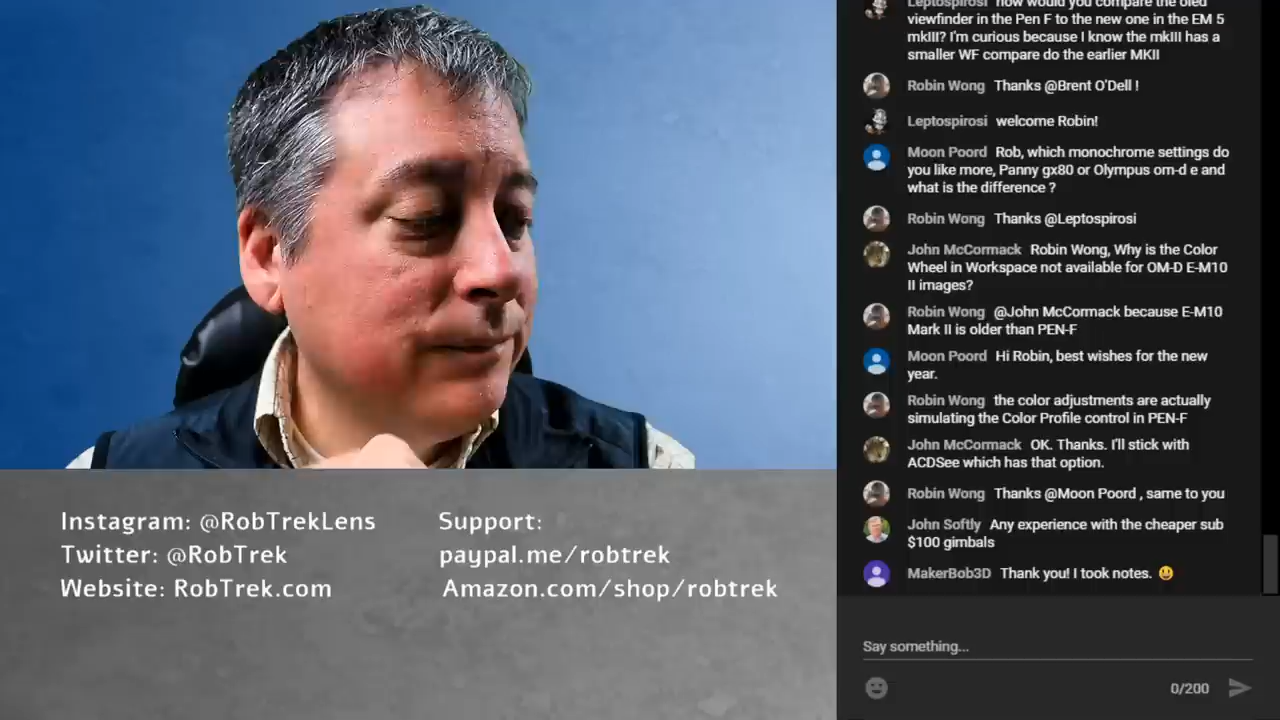 Instagram: @RobTrekLens
Twitter: @RobTrek
Website: RobTrek.com
Support:
paypal.me/robtrek
Amazon.com/shop/robtrek
Leptospirosi how would you compare the oled
viewfinder in the Pen F to the new one in the EM 5
mkIII? I'm curious because I know the mkIII has a
smaller WF compare do the earlier MKII
Robin Wong Thanks @Brent O'Dell !
Leptospirosi welcome Robin!
Moon Poord Rob, which monochrome settings do
you like more, Panny gx80 or Olympus om-d e and
what is the difference ?
Robin Wong Thanks @Leptospirosi
John McCormack Robin Wong, Why is the Color
Wheel in Workspace not available for OM-D E-M10
II images?
Robin Wong @John McCormack because E-M10
Mark II is older than PEN-F
Moon Poord Hi Robin, best wishes for the new
year.
Robin Wong the color adjustments are actually
simulating the Color Profile control in PEN-F
John McCormack OK. Thanks. I'll stick with
ACDSee which has that option.
Robin Wong Thanks @Moon Poord , same to you
John Softly Any experience with the cheaper sub
$100 gimbals
MakerBob3D Thank you! I took notes. 😃
Say something...
0/200